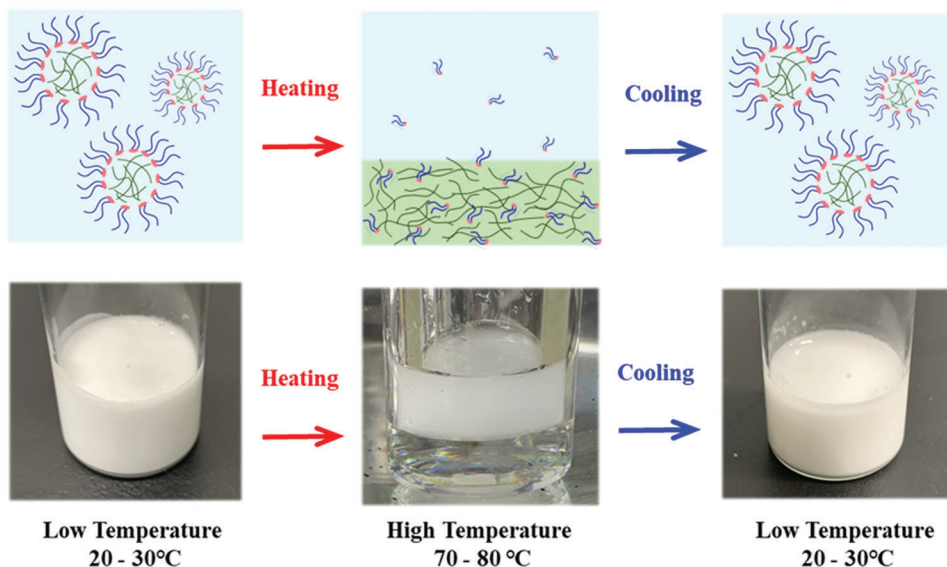 Heating
Cooling
Heating
Cooling
Low Temperature
20 - 30℃
High Temperature
70 - 80 ℃
Low Temperature
20 - 30℃